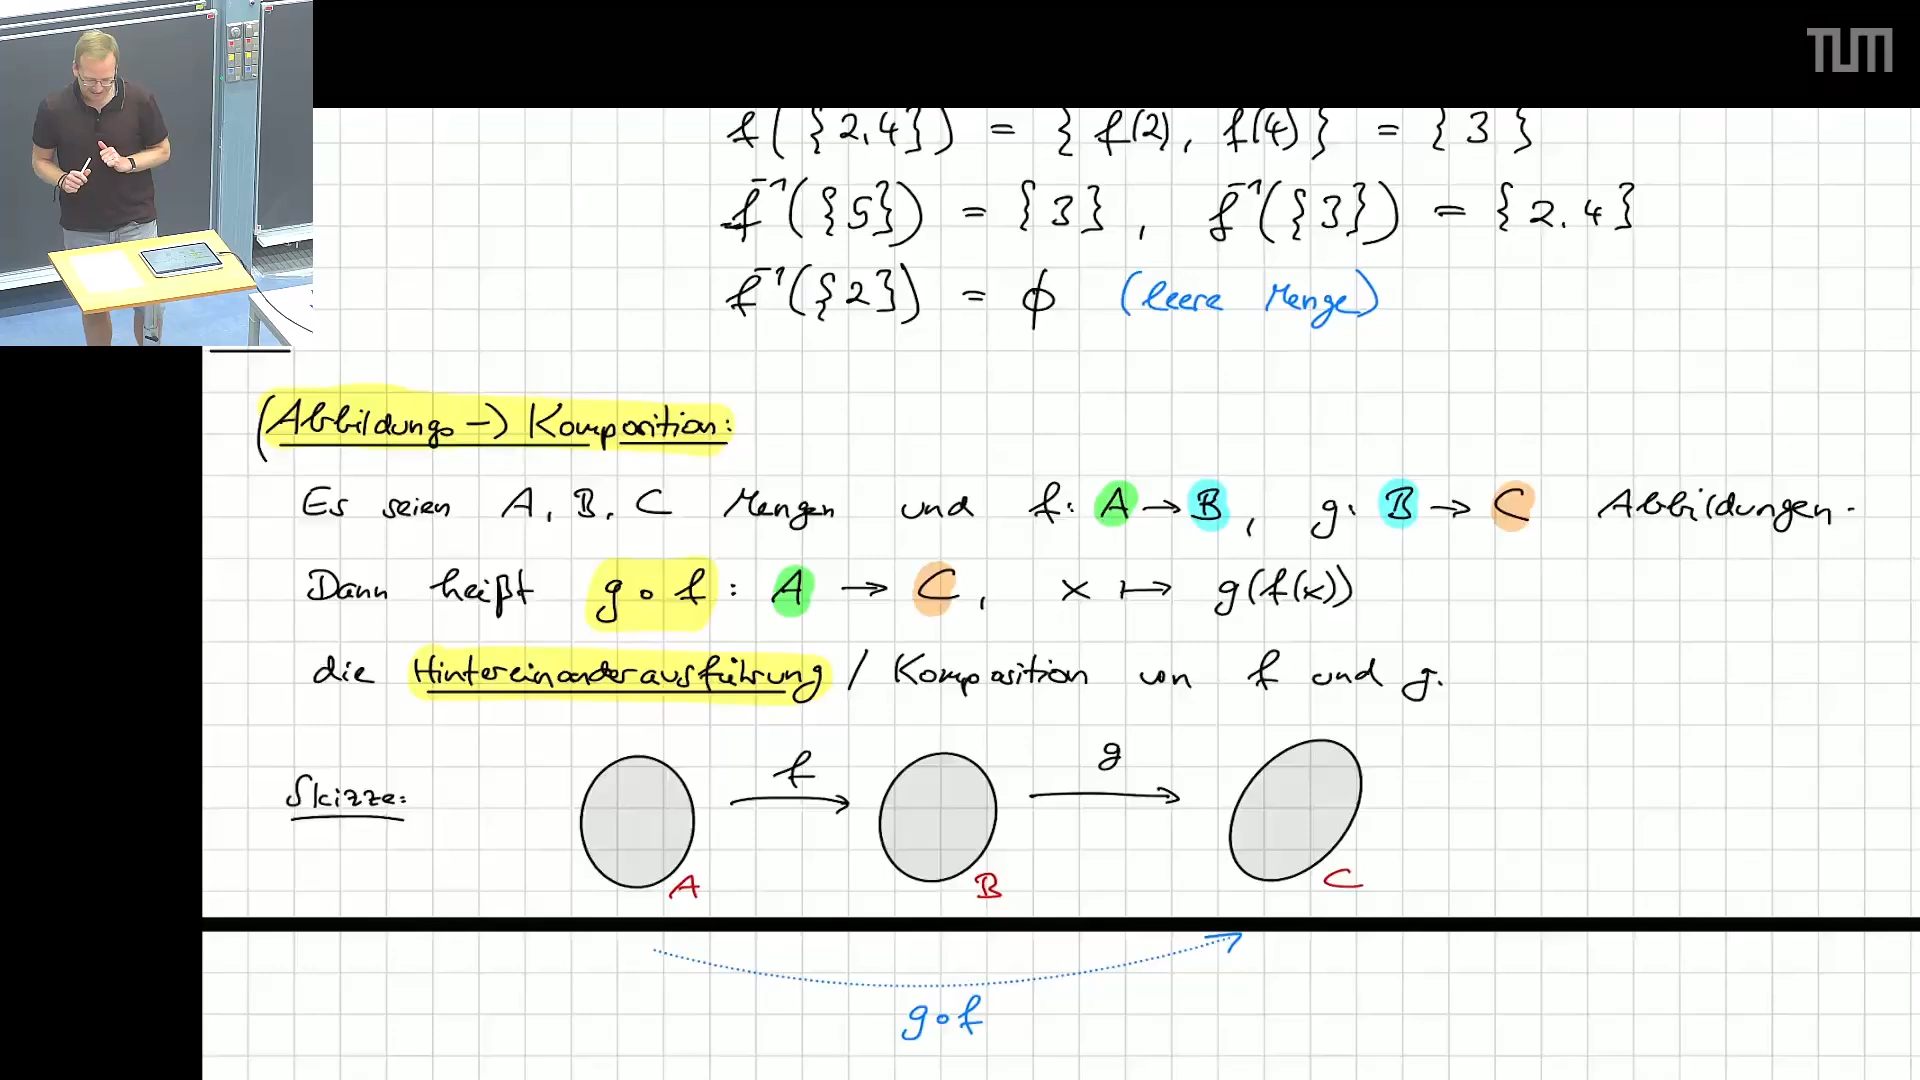 TUM
f({2,4}) = {f(2), f(4)} = {3}
f⁻¹({5}) = {3}, f⁻¹({3}) = {2,4}
f⁻¹({2}) = ∅ (leere Menge)
(Abbildungs-) Komposition:
Es seien A, B, C Mengen und f: A → B, g: B → C Abbildungen.
Dann heißt g ∘ f : A → C, x ↦ g(f(x))
die Hintereinanderausführung / Komposition von f und g.
Skizze:
f
g
A
B
C
g∘f